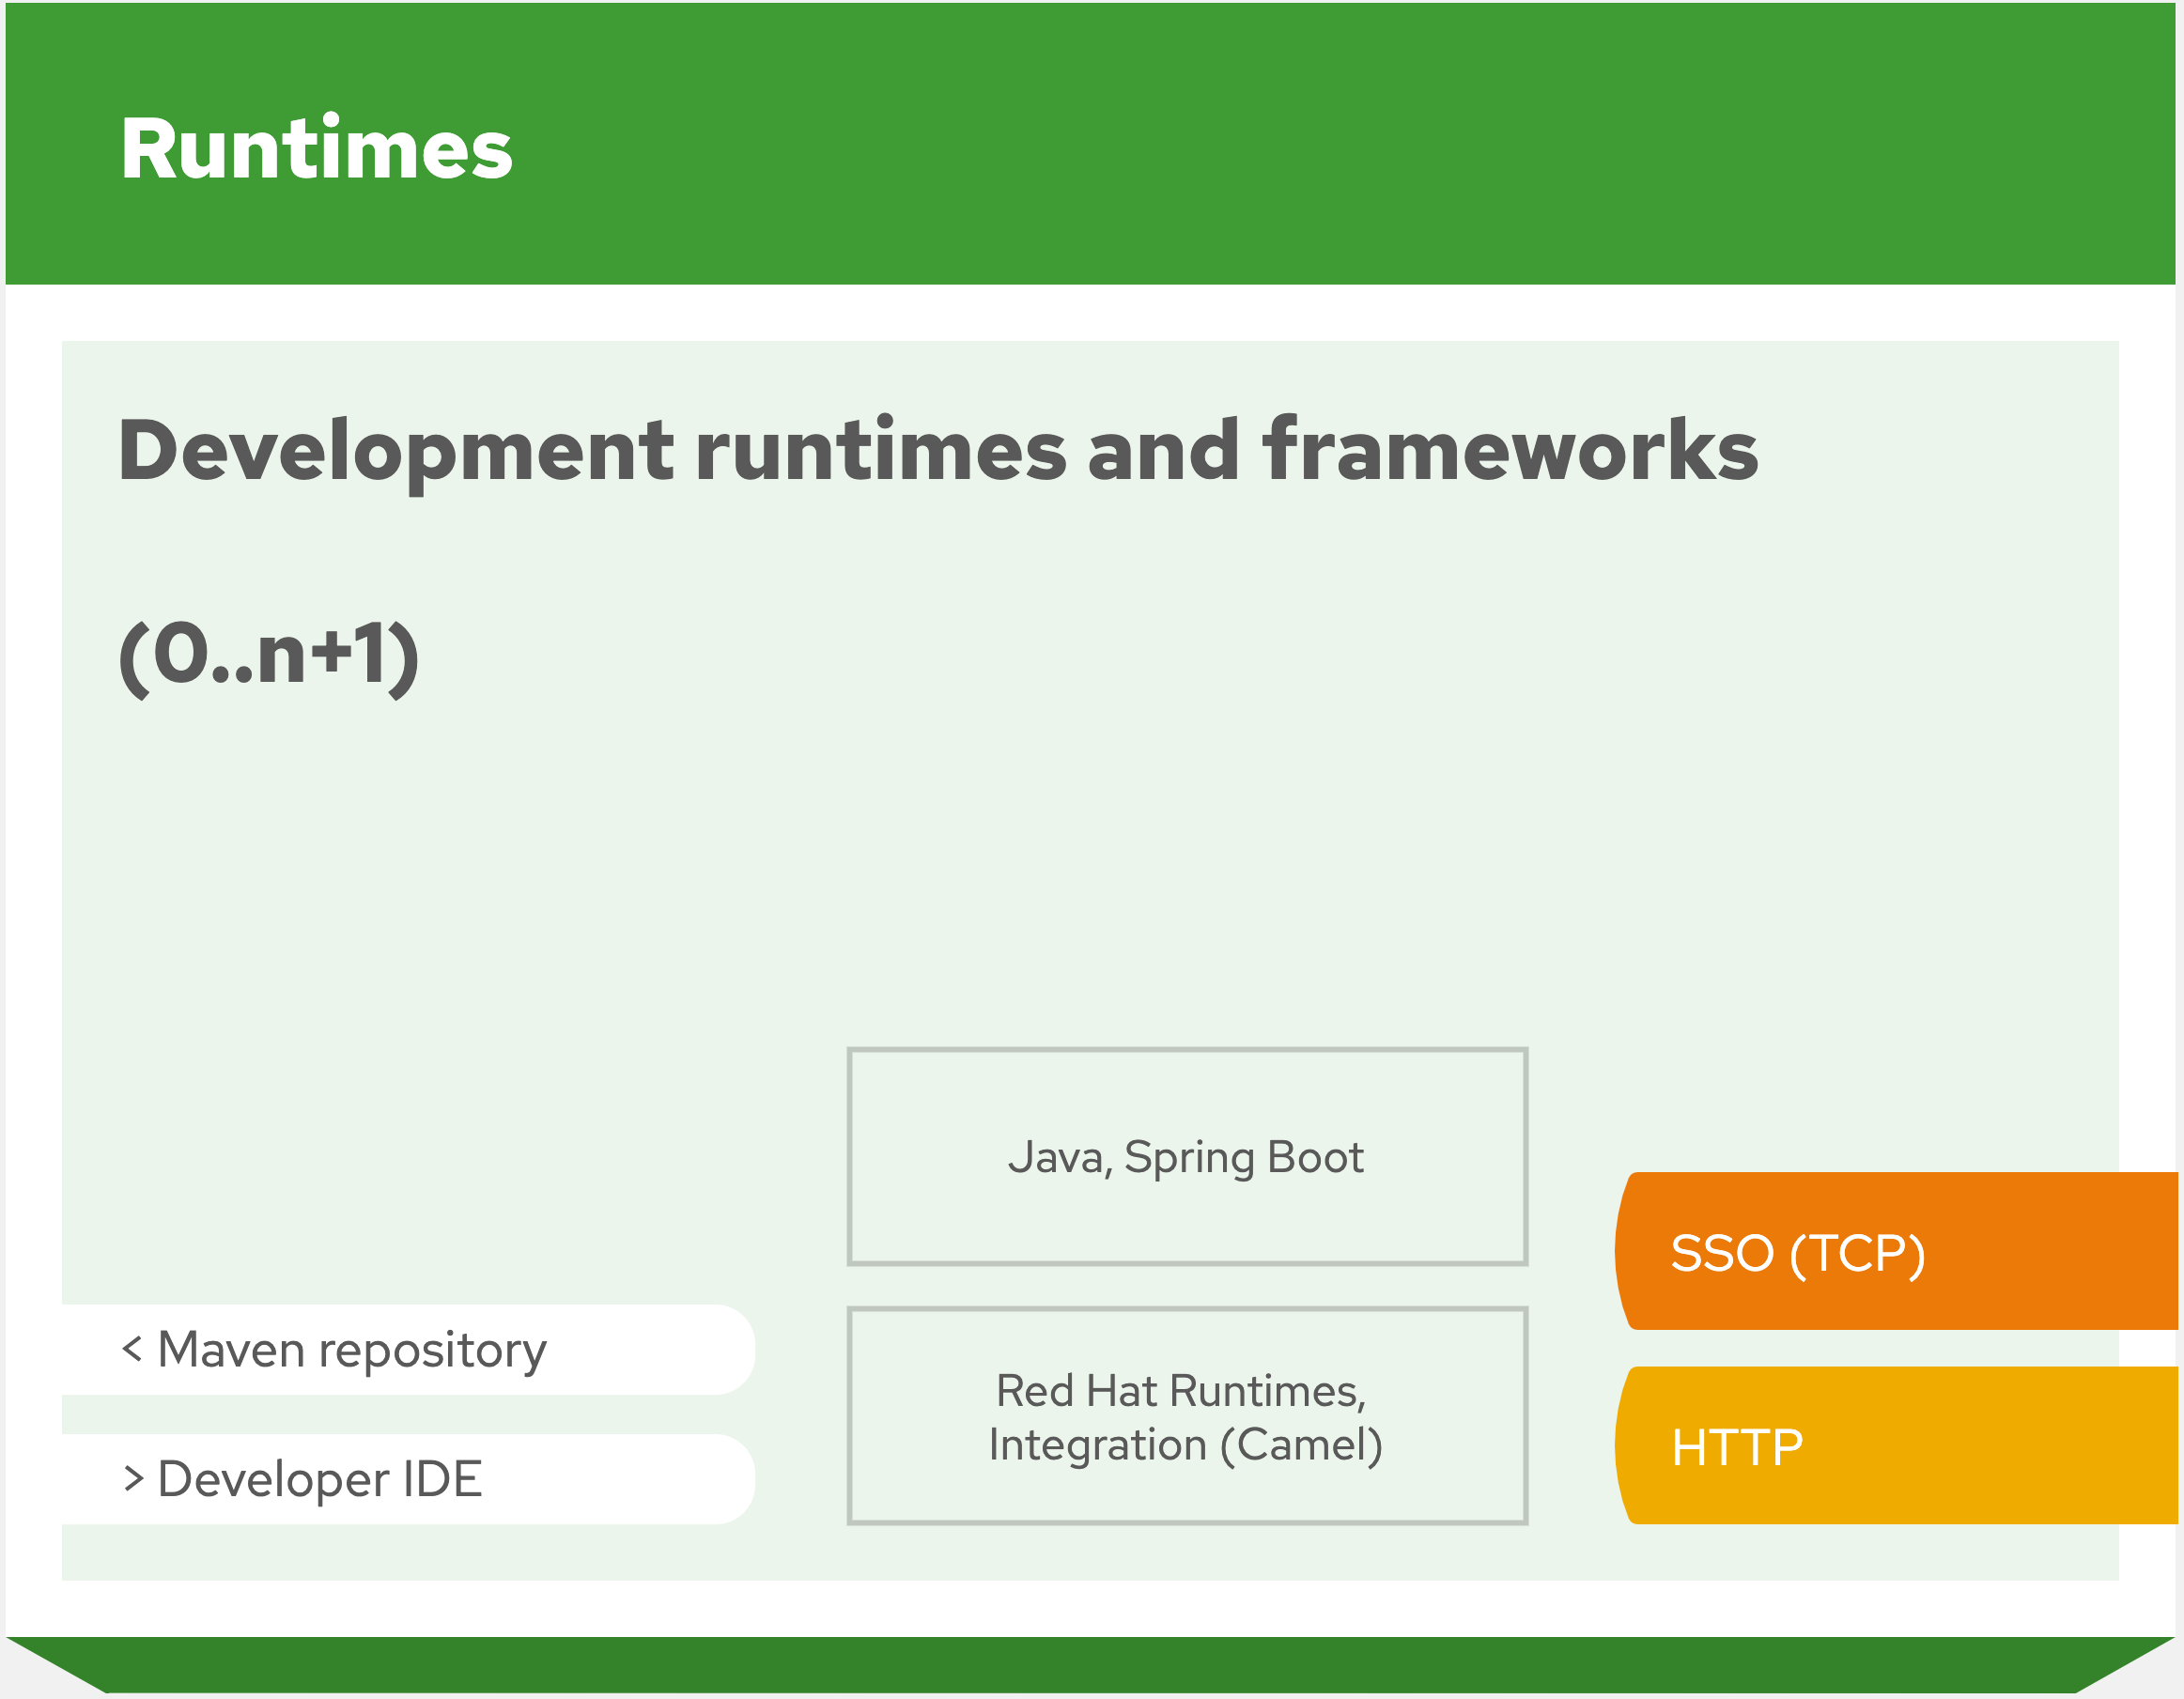 Runtimes
Development runtimes and frameworks
(0..n+1)
Java, Spring Boot
SSO (TCP)
< Maven repository
Red Hat Runtimes,
Integration (Camel)
HTTP
> Developer IDE